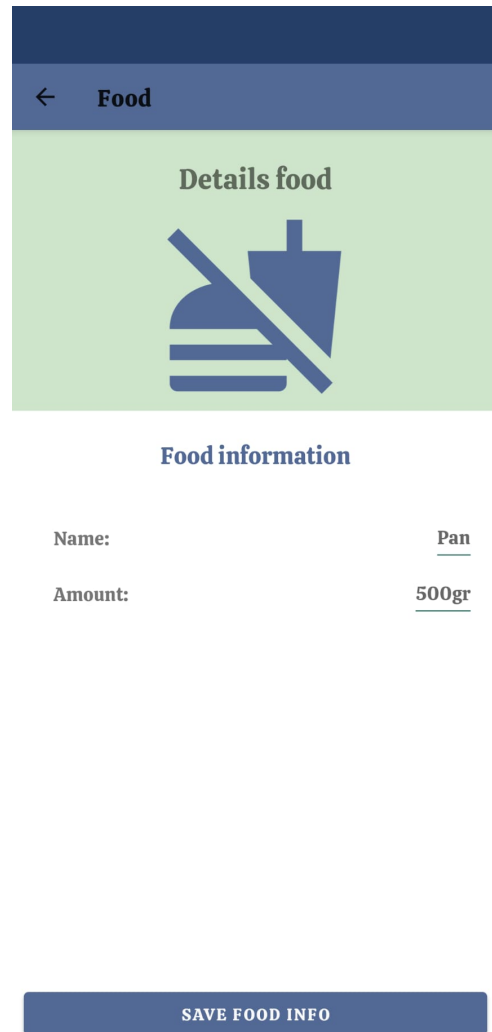 Food
Details food
Food information
Name: Pan
Amount: 500gr
SAVE FOOD INFO